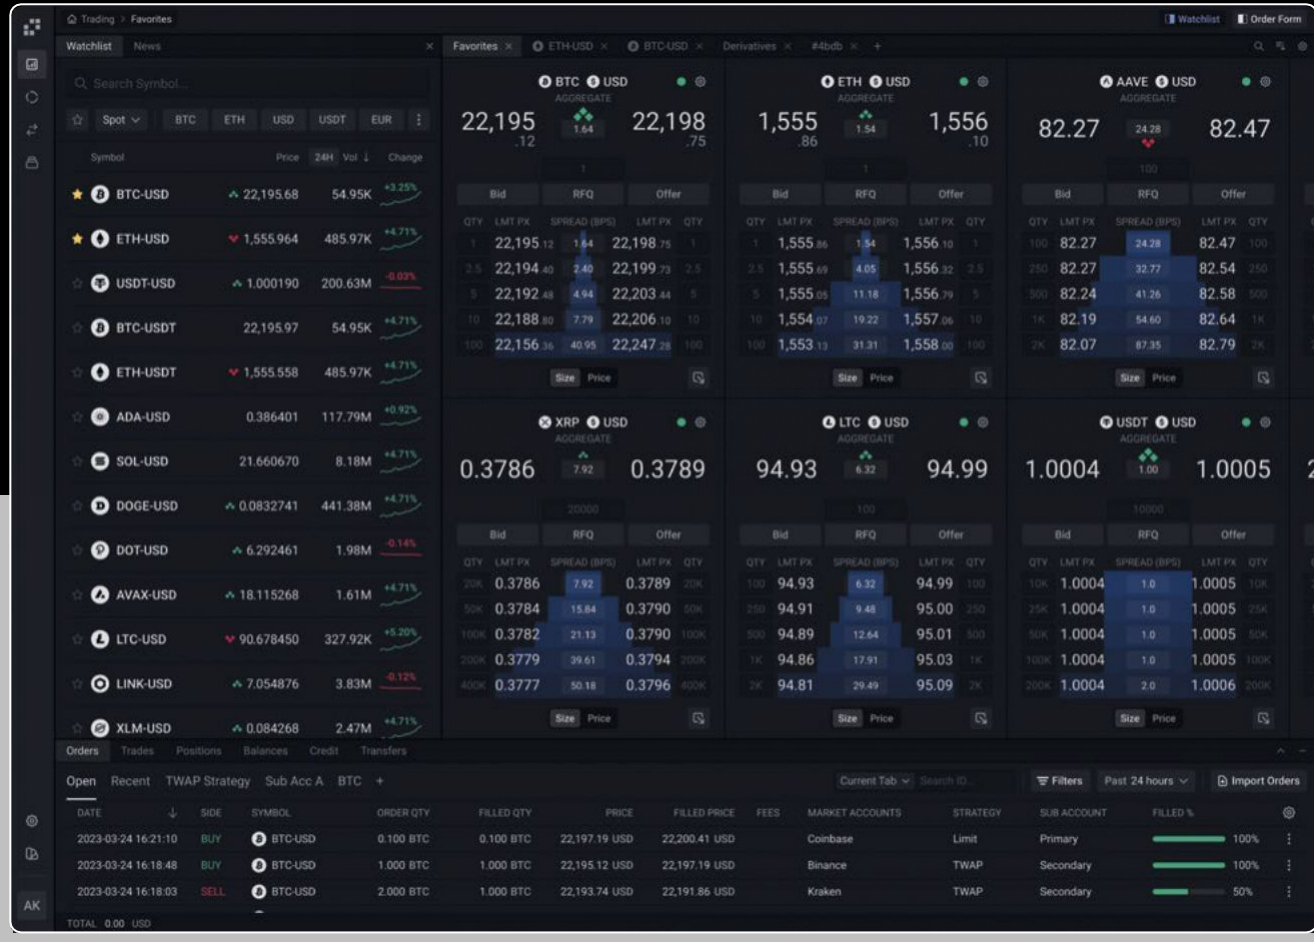 Trading > Favorites
Watchlist Order Form
Watchlist News ×
Favorites × ETH-USD × BTC-USD × Derivatives × #4bdb × +
Search Symbol...
Spot BTC ETH USD USDT EUR
Symbol Price 24H Vol ↓ Change
BTC-USD 22,195.68 54.95K +3.25%
ETH-USD 1,555.964 485.97K +4.71%
USDT-USD 1.000190 200.63M -0.03%
BTC-USDT 22,195.97 54.95K +4.71%
ETH-USDT 1,555.558 485.97K +4.71%
ADA-USD 0.386401 117.79M +0.92%
SOL-USD 21.660670 8.18M +4.71%
DOGE-USD 0.0832741 441.38M +4.71%
DOT-USD 6.292461 1.98M -0.14%
AVAX-USD 18.115268 1.61M +4.71%
LTC-USD 90.678450 327.92K +5.20%
LINK-USD 7.054876 3.83M -0.12%
XLM-USD 0.084268 2.47M +4.71%
BTC USD
AGGREGATE
22,195.12 1.64 22,198.75
1
Bid RFQ Offer
QTY LMT PX SPREAD (BPS) LMT PX QTY
1 22,195.12 1.64 22,198.75 1
2.5 22,194.40 2.40 22,199.73 2.5
5 22,192.48 4.94 22,203.44 5
10 22,188.80 7.79 22,206.10 10
100 22,156.36 40.95 22,247.28 100
Size Price
ETH USD
AGGREGATE
1,555.86 1.54 1,556.10
1
Bid RFQ Offer
QTY LMT PX SPREAD (BPS) LMT PX QTY
1 1,555.86 1.54 1,556.10 1
2.5 1,555.69 4.05 1,556.32 2.5
5 1,555.05 11.18 1,556.79 5
10 1,554.07 19.22 1,557.06 10
100 1,553.13 31.31 1,558.00 100
Size Price
AAVE USD
AGGREGATE
82.27 24.28 82.47
100
Bid RFQ Offer
QTY LMT PX SPREAD (BPS) LMT PX QTY
100 82.27 24.28 82.47 100
250 82.27 32.77 82.54 250
500 82.24 41.26 82.58 500
1K 82.19 54.60 82.64 1K
2K 82.07 87.35 82.79 2K
Size Price
XRP USD
AGGREGATE
0.3786 7.92 0.3789
20000
Bid RFQ Offer
QTY LMT PX SPREAD (BPS) LMT PX QTY
20K 0.3786 7.92 0.3789 20K
50K 0.3784 15.84 0.3790 50K
100K 0.3782 21.13 0.3790 100K
200K 0.3779 39.61 0.3794 200K
400K 0.3777 50.18 0.3796 400K
Size Price
LTC USD
AGGREGATE
94.93 6.32 94.99
100
Bid RFQ Offer
QTY LMT PX SPREAD (BPS) LMT PX QTY
100 94.93 6.32 94.99 100
250 94.91 9.48 95.00 250
500 94.89 12.64 95.01 500
1K 94.86 17.91 95.03 1K
2K 94.81 29.49 95.09 2K
Size Price
USDT USD
AGGREGATE
1.0004 1.00 1.0005
10000
Bid RFQ Offer
QTY LMT PX SPREAD (BPS) LMT PX QTY
10K 1.0004 1.0 1.0005 10K
25K 1.0004 1.0 1.0005 25K
50K 1.0004 1.0 1.0005 50K
100K 1.0004 1.0 1.0005 100K
200K 1.0004 2.0 1.0006 200K
Size Price
Orders Trades Positions Balances Credit Transfers
Open Recent TWAP Strategy Sub Acc A BTC + Current Tab Search ID... Filters Past 24 hours Import Orders
DATE ↓ SIDE SYMBOL ORDER QTY FILLED QTY PRICE FILLED PRICE FEES MARKET ACCOUNTS STRATEGY SUB ACCOUNT FILLED %
2023-03-24 16:21:10 BUY BTC-USD 0.100 BTC 0.100 BTC 22,197.19 USD 22,200.41 USD Coinbase Limit Primary 100%
2023-03-24 16:18:48 BUY BTC-USD 1.000 BTC 1.000 BTC 22,195.12 USD 22,197.19 USD Binance TWAP Secondary 100%
2023-03-24 16:18:03 SELL BTC-USD 2.000 BTC 1.000 BTC 22,193.74 USD 22,191.86 USD Kraken TWAP Secondary 50%
AK
TOTAL 0.00 USD